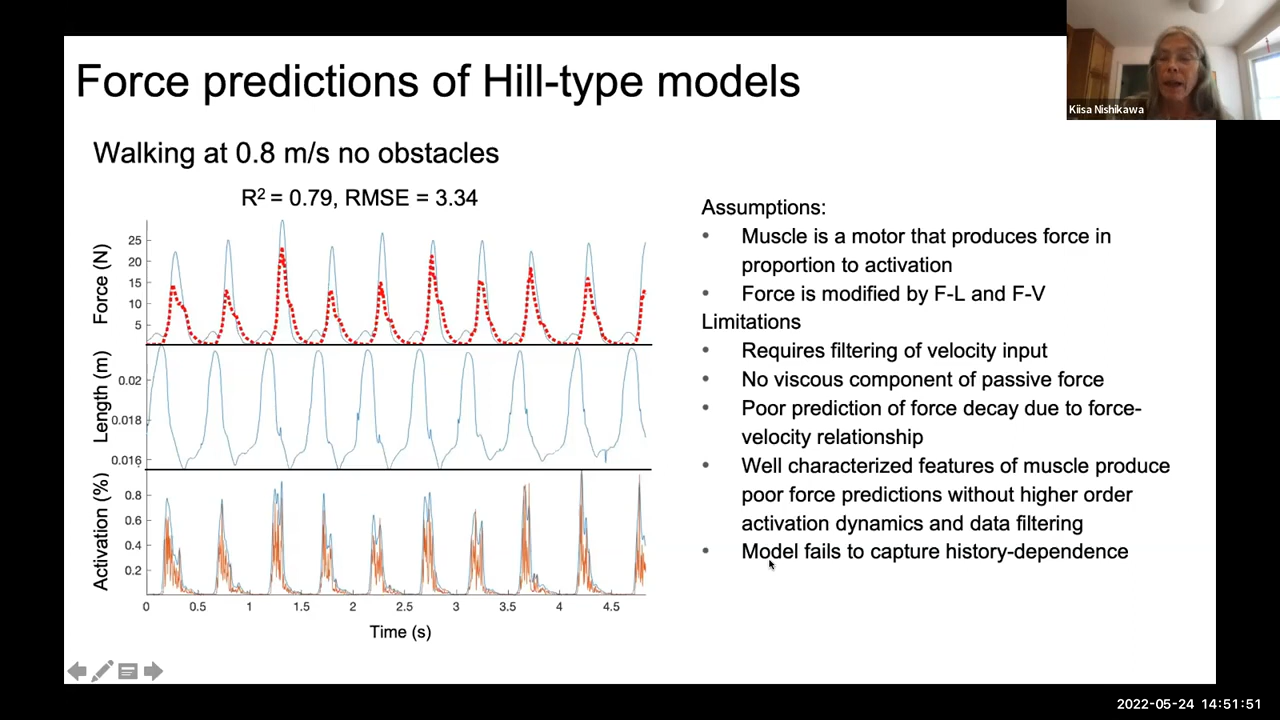 Force predictions of Hill-type models
Kiisa Nishikawa
Walking at 0.8 m/s no obstacles
R² = 0.79, RMSE = 3.34
Force (N)
25
20
15
10
5
Length (m)
0.02
0.018
0.016
Activation (%)
0.8
0.6
0.4
0.2
0 0.5 1 1.5 2 2.5 3 3.5 4 4.5
Time (s)
Assumptions:
• Muscle is a motor that produces force in
proportion to activation
• Force is modified by F-L and F-V
Limitations
• Requires filtering of velocity input
• No viscous component of passive force
• Poor prediction of force decay due to force-
velocity relationship
• Well characterized features of muscle produce
poor force predictions without higher order
activation dynamics and data filtering
• Model fails to capture history-dependence
2022-05-24 14:51:51